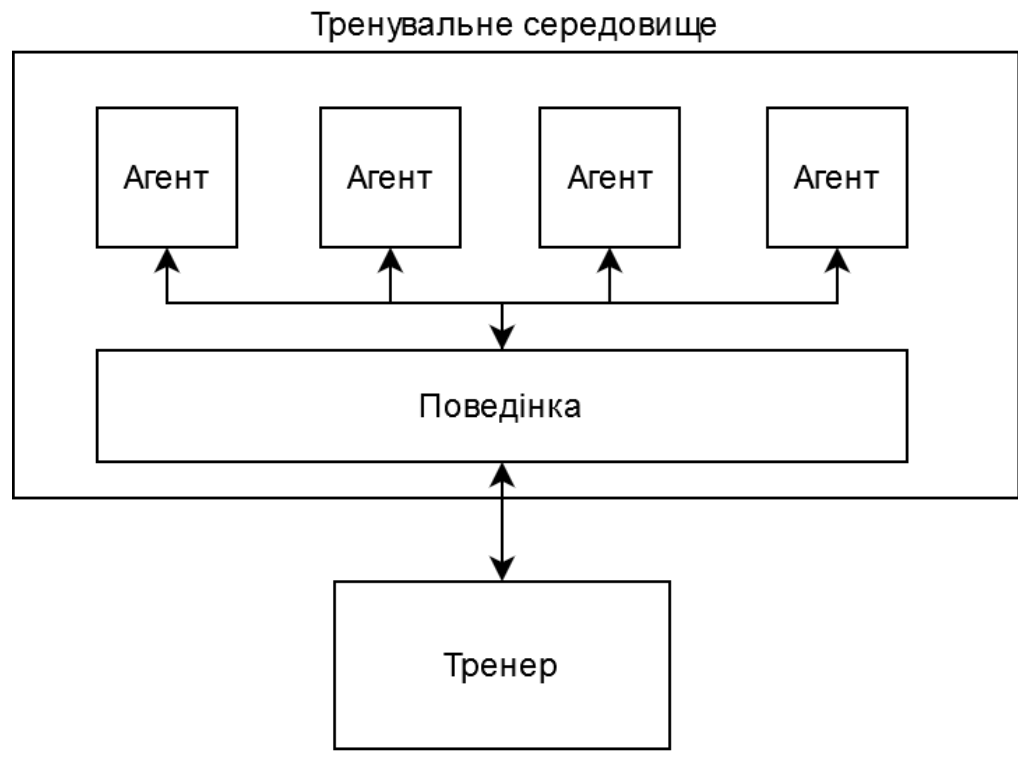 Тренувальне середовище
Агент
Агент
Агент
Агент
Поведінка
Тренер